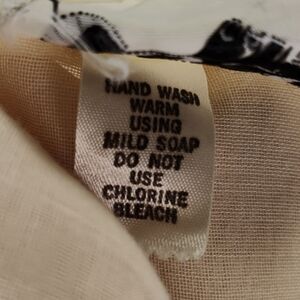 HAND WASH
WARM
USING
MILD SOAP
DO NOT
USE
CHLORINE
BLEACH